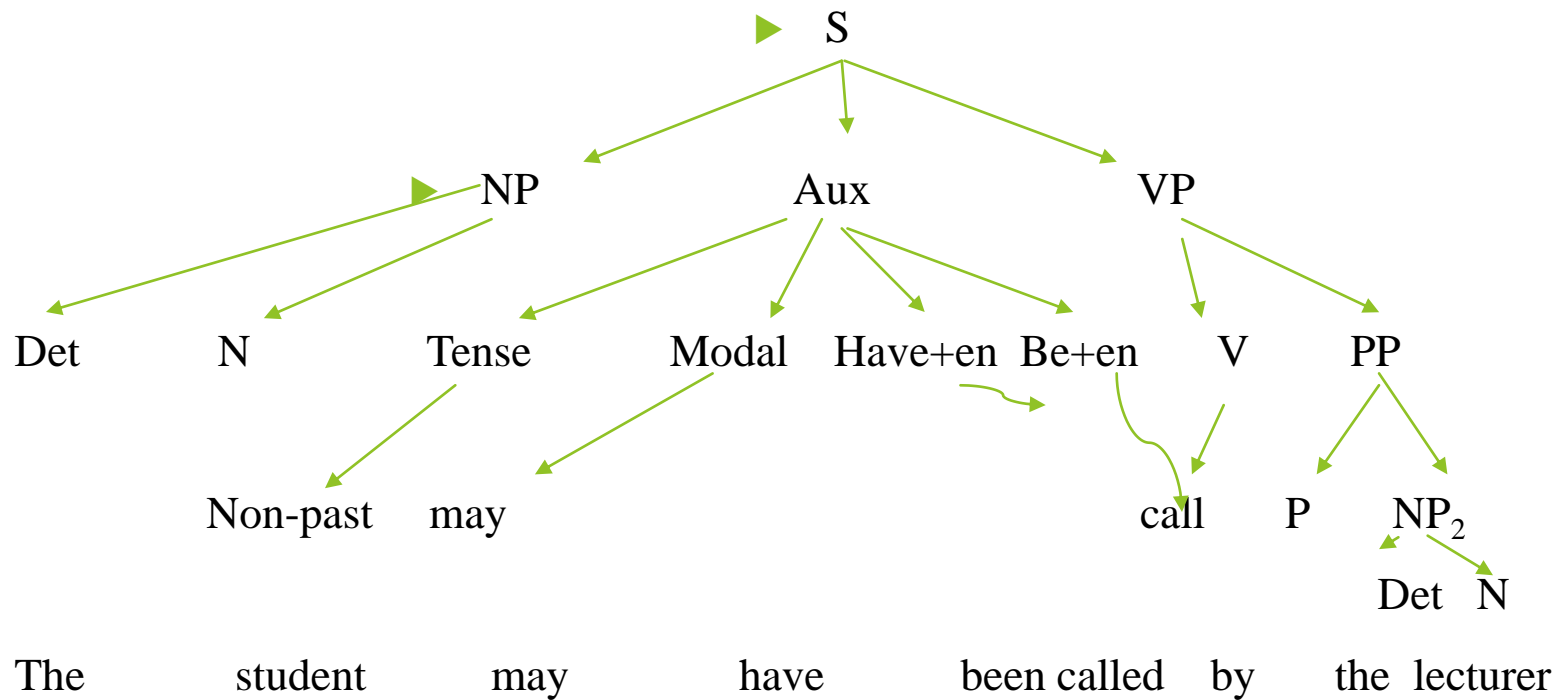 S
NP Aux VP
Det N Tense Modal Have+en Be+en V PP
Non-past may call P NP₂
Det N
The student may have been called by the lecturer